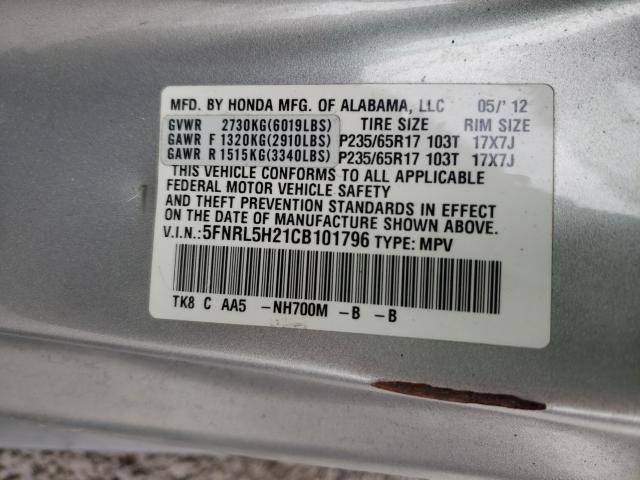 MFD. BY HONDA MFG. OF ALABAMA, LLC 05/'12
GVWR 2730KG(6019LBS) TIRE SIZE RIM SIZE
GAWR F 1320KG(2910LBS) P235/65R17 103T 17X7J
GAWR R 1515KG(3340LBS) P235/65R17 103T 17X7J
THIS VEHICLE CONFORMS TO ALL APPLICABLE
FEDERAL MOTOR VEHICLE SAFETY
AND THEFT PREVENTION STANDARDS IN EFFECT
ON THE DATE OF MANUFACTURE SHOWN ABOVE.
V.I.N.:5FNRL5H21CB101796 TYPE: MPV
TK8 C AA5 -NH700M -B -B